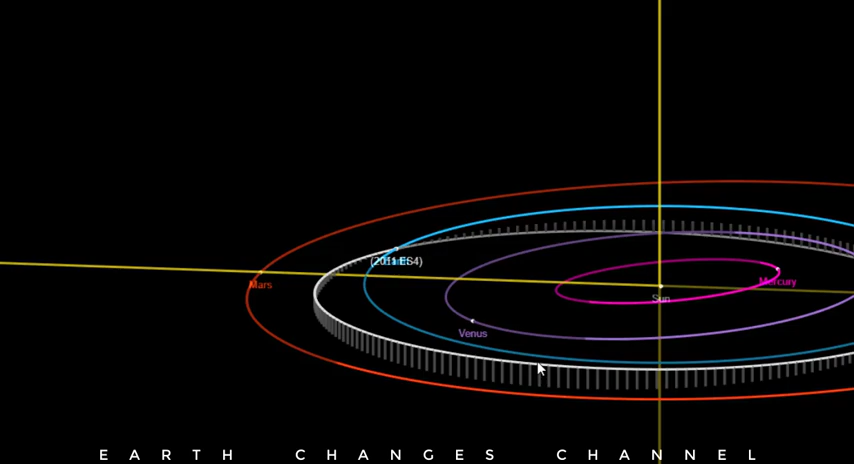 (2011 ES4)
Mars
Mercury
Sun
Venus
EARTH CHANGES CHANNEL